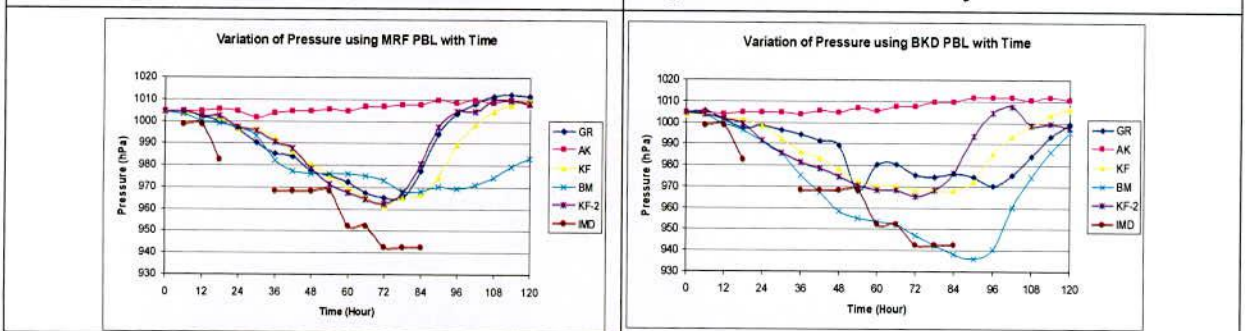 Variation of Pressure using MRF PBL with Time
1020
1010
1000
990
980
970
960
950
940
930
Pressure (hPa)
0 12 24 36 48 60 72 84 96 108 120
Time (Hour)
GR
AK
KF
BM
KF-2
IMD
Variation of Pressure using BKD PBL with Time
1020
1010
1000
990
980
970
960
950
940
930
Pressure (hPa)
0 12 24 36 48 60 72 84 96 108 120
Time (Hour)
GR
AK
KF
BM
KF-2
IMD